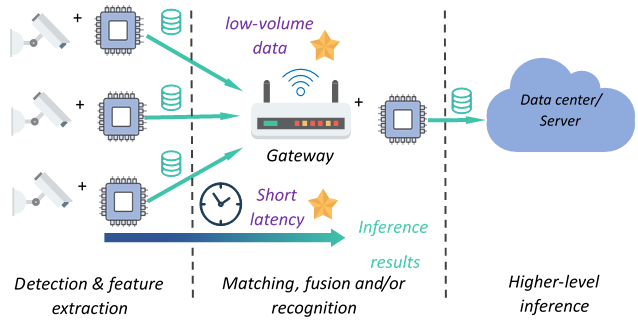 +
low-volume
data
+
+
Data center/
Server
Gateway
+
Short
latency
Inference
results
Detection & feature
extraction
Matching, fusion and/or
recognition
Higher-level
inference